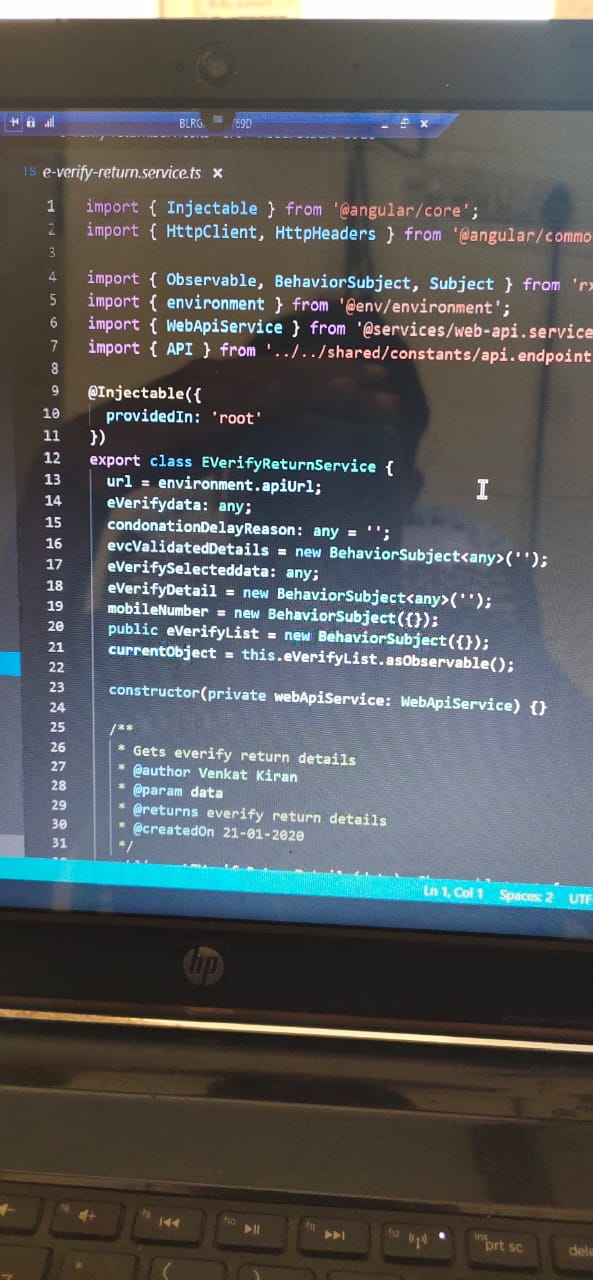 BLRG 69D
TS e-verify-return.service.ts ×
1 import { Injectable } from '@angular/core';
2 import { HttpClient, HttpHeaders } from '@angular/commo
3
4 import { Observable, BehaviorSubject, Subject } from 'rx
5 import { environment } from '@env/environment';
6 import { WebApiService } from '@services/web-api.service
7 import { API } from '../../shared/constants/api.endpoint
8
9 @Injectable({
10 providedIn: 'root'
11 })
12 export class EVerifyReturnService {
13 url = environment.apiUrl;
14 eVerifydata: any;
15 condonationDelayReason: any = '';
16 evcValidatedDetails = new BehaviorSubject<any>('');
17 eVerifySelecteddata: any;
18 eVerifyDetail = new BehaviorSubject<any>('');
19 mobileNumber = new BehaviorSubject({});
20 public eVerifyList = new BehaviorSubject({});
21 currentObject = this.eVerifyList.asObservable();
22
23 constructor(private webApiService: WebApiService) {}
24
25 /**
26 * Gets everify return details
27 * @author Venkat Kiran
28 * @param data
29 * @returns everify return details
30 * @createdOn 21-01-2020
31 */
Ln 1, Col 1 Spaces: 2 UTF
hp
f8 f9 f10 f11 f12 ins prt sc dele